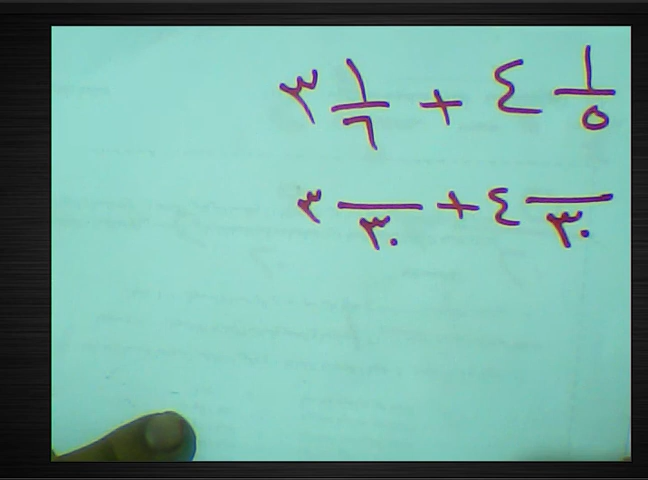 ٣ ١/٦ + ٤ ١/٥
٣ /٣٠ + ٤ /٣٠